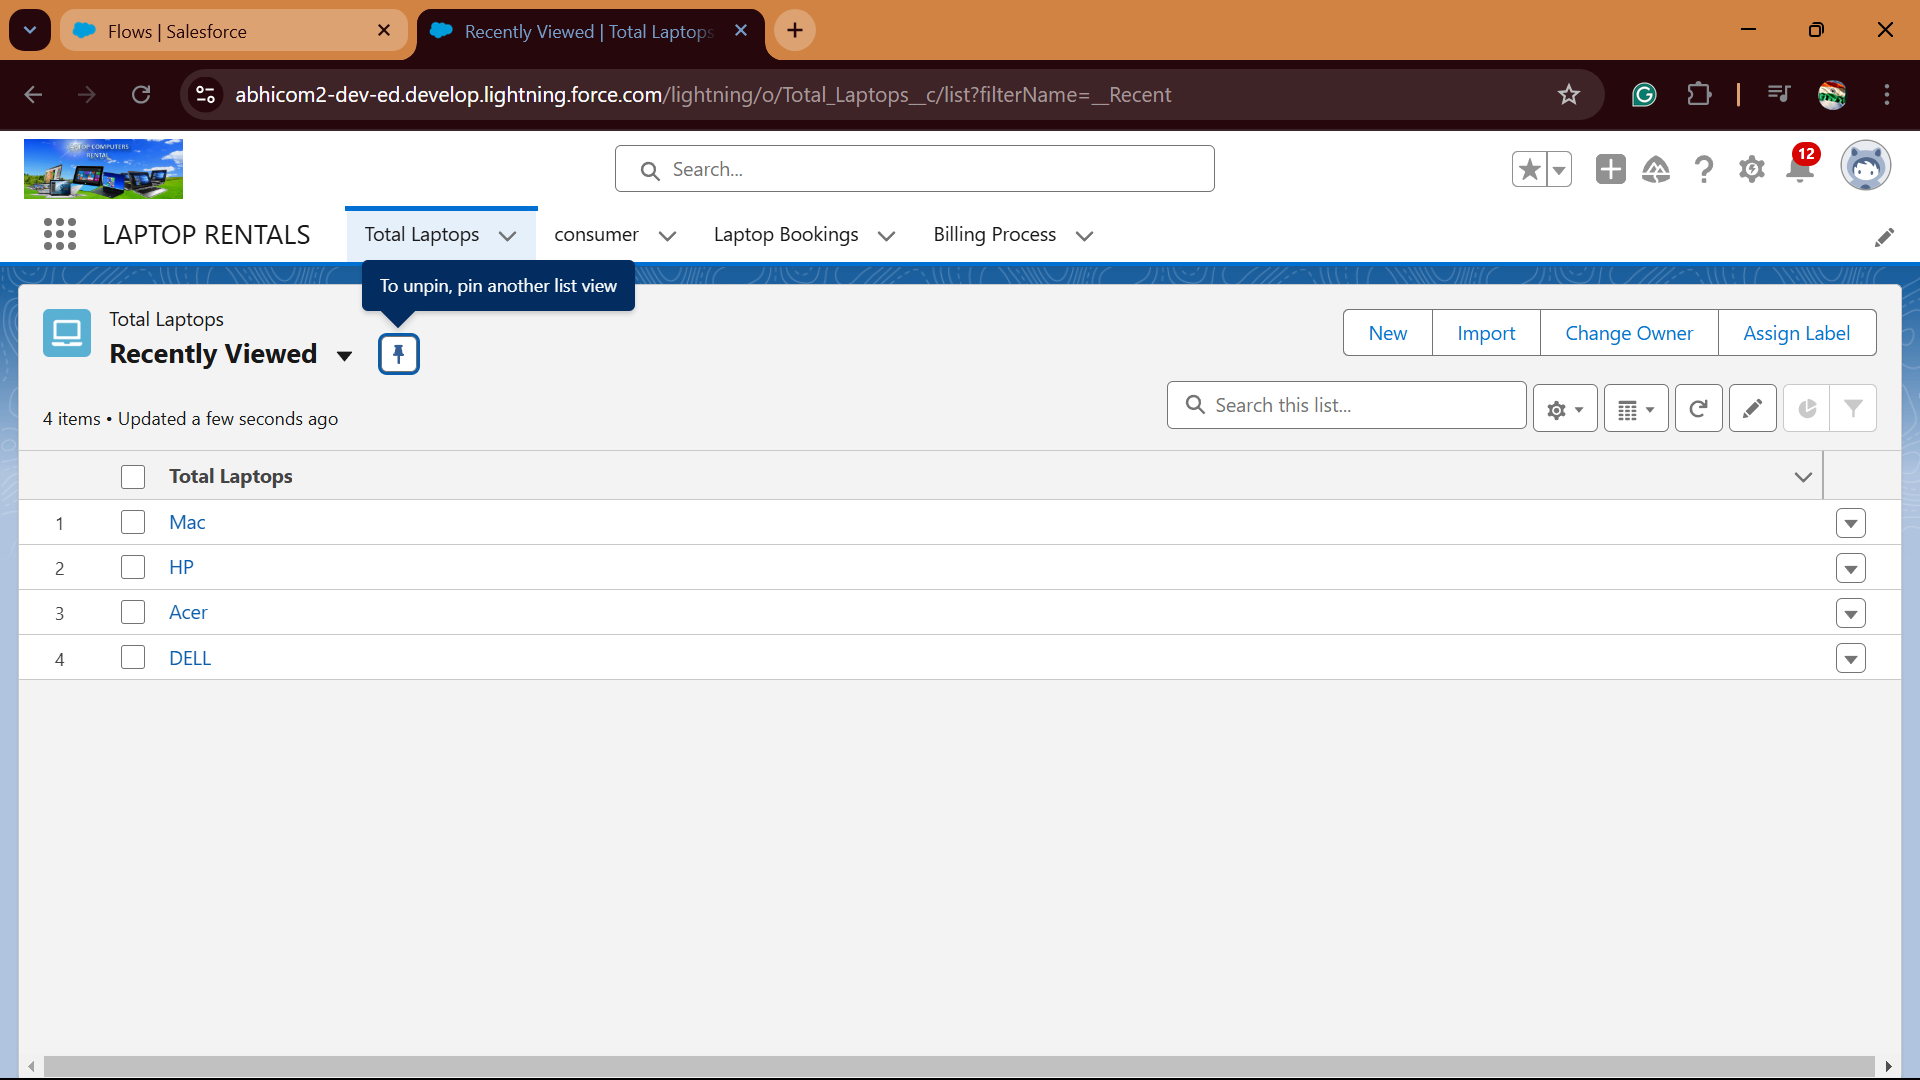 Flows | Salesforce
Recently Viewed | Total Laptops
abhicom2-dev-ed.develop.lightning.force.com/lightning/o/Total_Laptops__c/list?filterName=__Recent
COMPUTERS
RENTAL
Search...
12
LAPTOP RENTALS
Total Laptops
consumer
Laptop Bookings
Billing Process
To unpin, pin another list view
Total Laptops
Recently Viewed
New
Import
Change Owner
Assign Label
4 items • Updated a few seconds ago
Search this list...
Total Laptops
1 Mac
2 HP
3 Acer
4 DELL